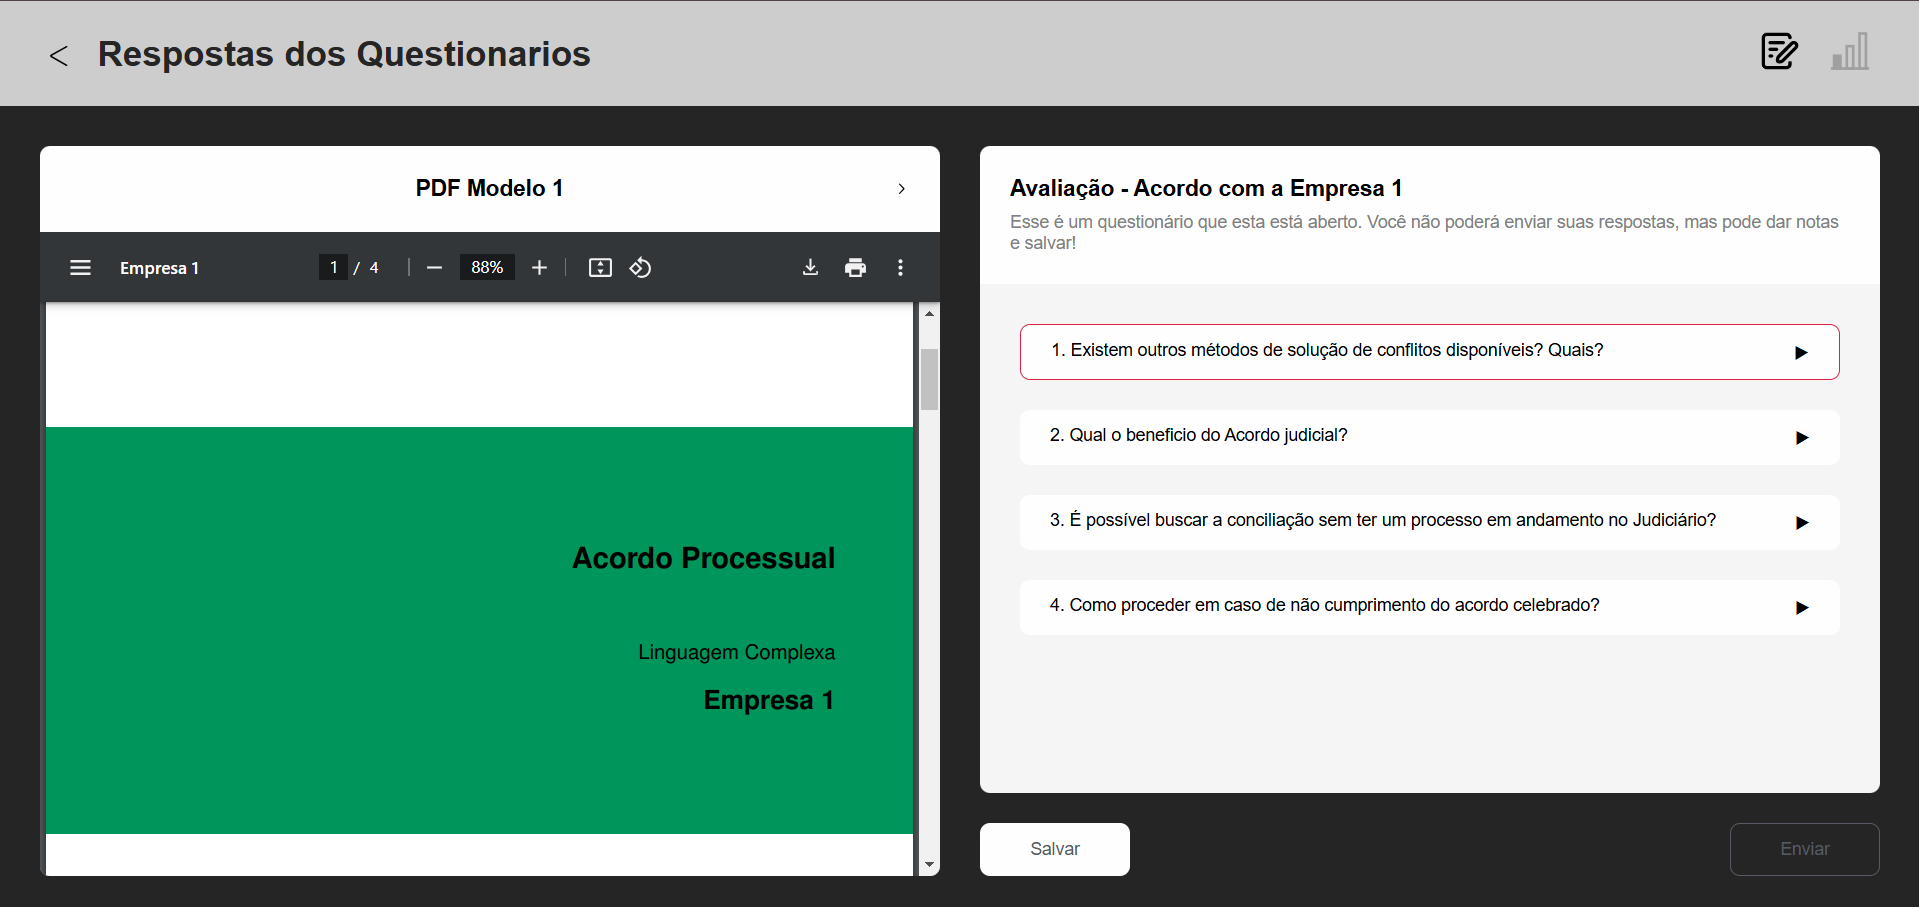 < Respostas dos Questionarios
PDF Modelo 1
Empresa 1
1 / 4
88%
Acordo Processual
Linguagem Complexa
Empresa 1
Avaliação - Acordo com a Empresa 1
Esse é um questionário que esta está aberto. Você não poderá enviar suas respostas, mas pode dar notas
e salvar!
1. Existem outros métodos de solução de conflitos disponíveis? Quais?
2. Qual o beneficio do Acordo judicial?
3. É possível buscar a conciliação sem ter um processo em andamento no Judiciário?
4. Como proceder em caso de não cumprimento do acordo celebrado?
Salvar
Enviar